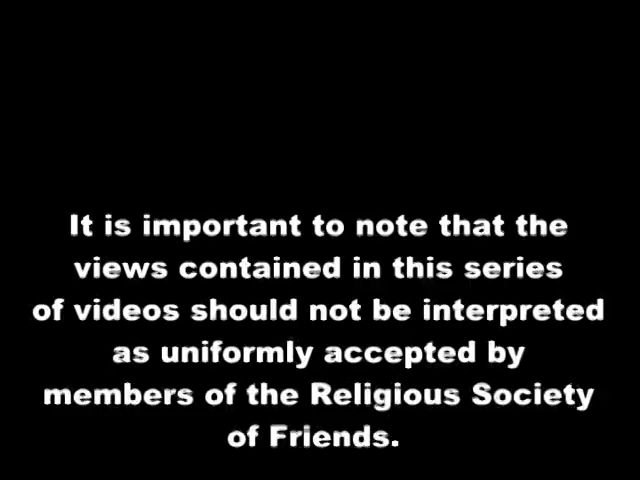 It is important to note that the
views contained in this series
of videos should not be interpreted
as uniformly accepted by
members of the Religious Society
of Friends.